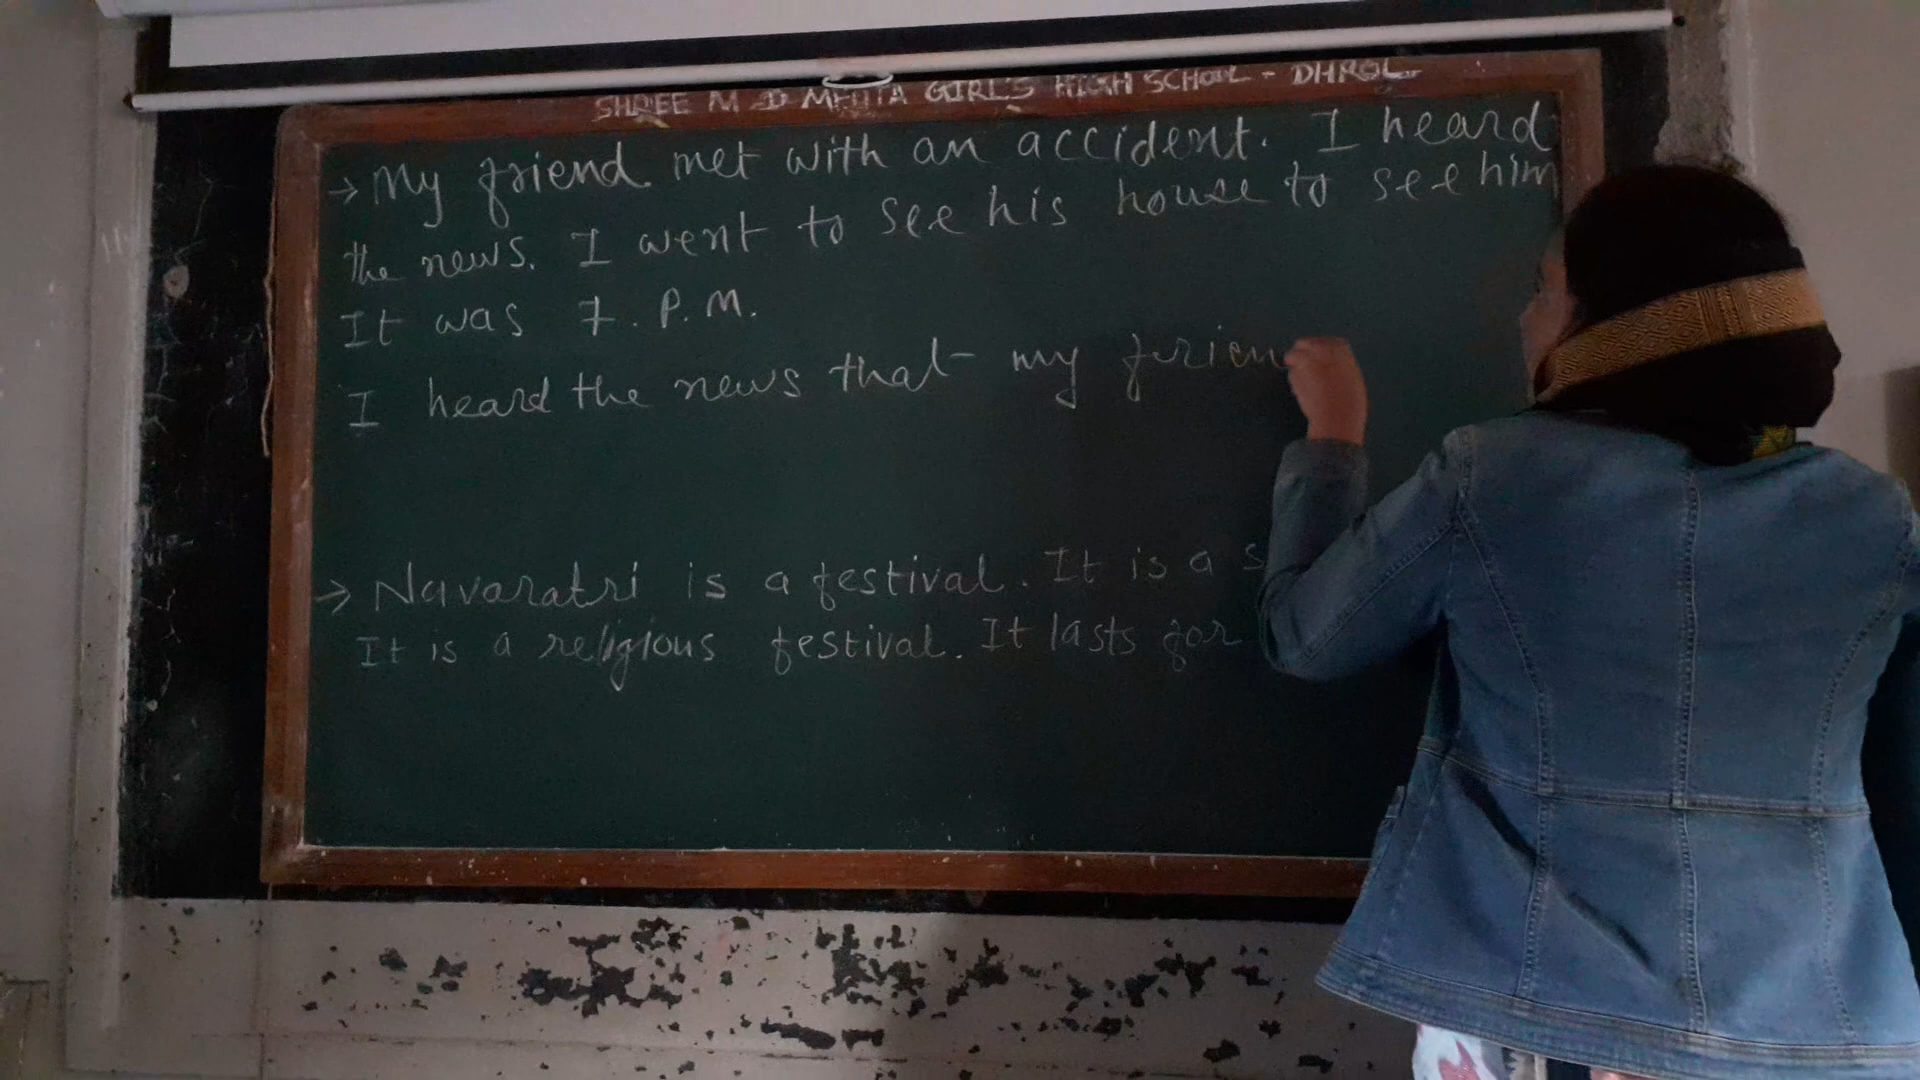 SHREE M D MEHTA GIRL'S HIGH SCHOOL - DHROL
→ My friend met with an accident. I heard
the news. I went to see his house to see him
It was 7. P.M.
I heard the news that my frien
→ Navaratri is a festival. It is a s
It is a religious festival. It lasts for